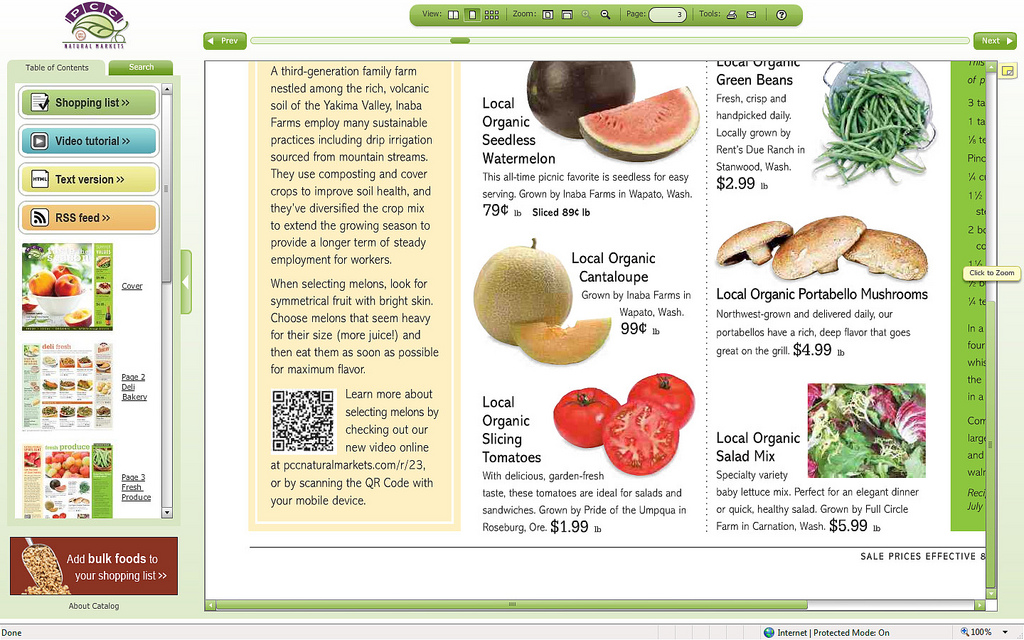 View:
Zoom:
Page: 3
Tools:
PCC
NATURAL MARKETS
Prev
Next
Table of Contents
Search
Shopping list >>
Video tutorial >>
HTML
Text version >>
RSS feed >>
Cover
deli fresh
Page 2
Deli
Bakery
fresh produce
Page 3
Fresh
Produce
Add bulk foods to
your shopping list >>
About Catalog
A third-generation family farm
nestled among the rich, volcanic
soil of the Yakima Valley, Inaba
Farms employ many sustainable
practices including drip irrigation
sourced from mountain streams.
They use composting and cover
crops to improve soil health, and
they've diversified the crop mix
to extend the growing season to
provide a longer term of steady
employment for workers.
When selecting melons, look for
symmetrical fruit with bright skin.
Choose melons that seem heavy
for their size (more juice!) and
then eat them as soon as possible
for maximum flavor.
Learn more about
selecting melons by
checking out our
new video online
at pccnaturalmarkets.com/r/23,
or by scanning the QR Code with
your mobile device.
Local
Organic
Seedless
Watermelon
This all-time picnic favorite is seedless for easy
serving. Grown by Inaba Farms in Wapato, Wash.
79¢ lb Sliced 89¢ lb
Local Organic
Cantaloupe
Grown by Inaba Farms in
Wapato, Wash.
99¢ lb
Local
Organic
Slicing
Tomatoes
With delicious, garden-fresh
taste, these tomatoes are ideal for salads and
sandwiches. Grown by Pride of the Umpqua in
Roseburg, Ore. $1.99 lb
Local Organic
Green Beans
Fresh, crisp and
handpicked daily.
Locally grown by
Rent's Due Ranch in
Stanwood, Wash.
$2.99 lb
Local Organic Portabello Mushrooms
Northwest-grown and delivered daily, our
portabellos have a rich, deep flavor that goes
great on the grill. $4.99 lb
Local Organic
Salad Mix
Specialty variety
baby lettuce mix. Perfect for an elegant dinner
or quick, healthy salad. Grown by Full Circle
Farm in Carnation, Wash. $5.99 lb
This
of p
3 ta
1 ta
Pinc
1 ½
2 bo
co
Click to Zoom
In a
four
whis
the
in a
Com
large
and
waln
Reci
July
SALE PRICES EFFECTIVE 8
Done
Internet | Protected Mode: On
100%